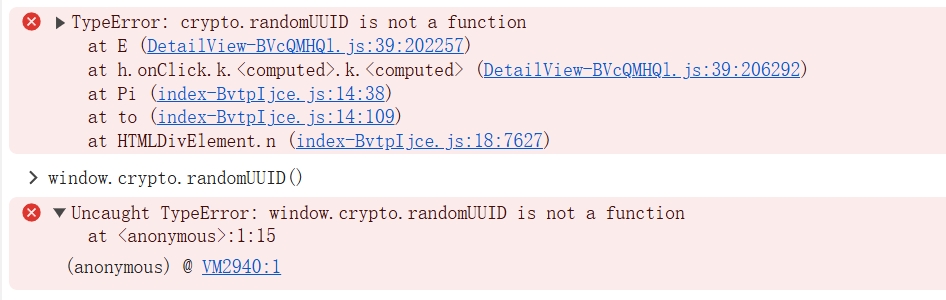 TypeError: crypto.randomUUID is not a function
at E (DetailView-BVcQMHQl.js:39:202257)
at h.onClick.k.<computed>.k.<computed> (DetailView-BVcQMHQl.js:39:206292)
at Pi (index-BvtpIjce.js:14:38)
at to (index-BvtpIjce.js:14:109)
at HTMLDivElement.n (index-BvtpIjce.js:18:7627)
> window.crypto.randomUUID()
Uncaught TypeError: window.crypto.randomUUID is not a function
at <anonymous>:1:15
(anonymous) @ VM2940:1